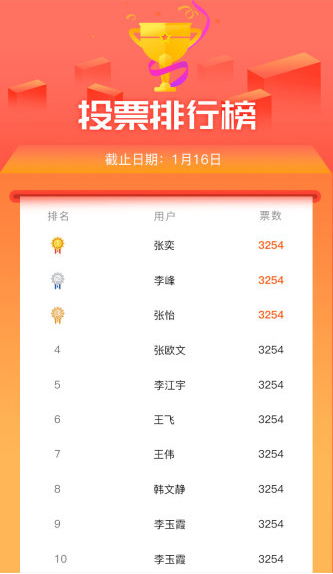 投票排行榜
截止日期：1月16日
排名 用户 票数
张奕 3254
李峰 3254
张怡 3254
4 张欧文 3254
5 李江宇 3254
6 王飞 3254
7 王伟 3254
8 韩文静 3254
9 李玉霞 3254
10 李玉霞 3254